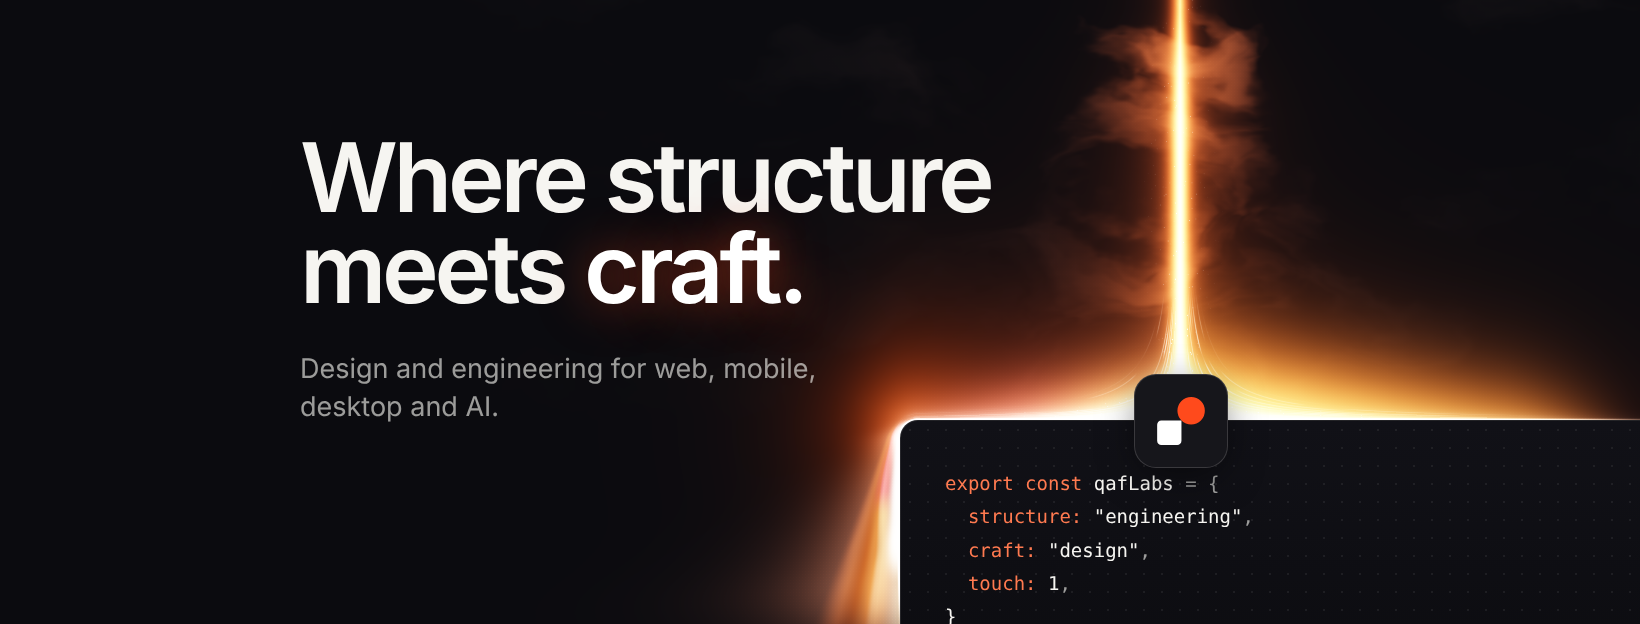 Where structure
meets craft.
Design and engineering for web, mobile,
desktop and AI.
export const qafLabs = {
  structure: "engineering",
  craft: "design",
  touch: 1,
}